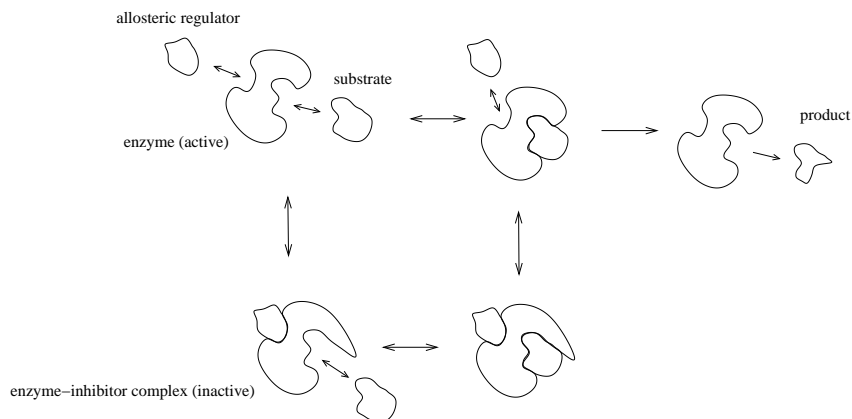 allosteric regulator
substrate
product
enzyme (active)
enzyme−inhibitor complex (inactive)